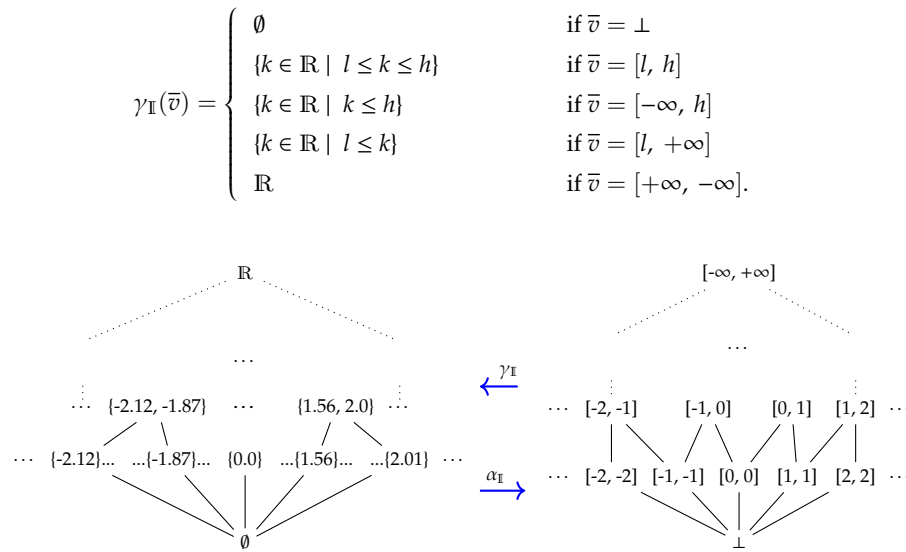 ∅ if v̅ = ⊥
{k ∈ ℝ | l ≤ k ≤ h} if v̅ = [l, h]
γ𝕀(v̅) = { {k ∈ ℝ | k ≤ h} if v̅ = [−∞, h]
{k ∈ ℝ | l ≤ k} if v̅ = [l, +∞]
ℝ if v̅ = [+∞, −∞].
ℝ
...
... {-2.12, -1.87} ... {1.56, 2.0} ...
... {-2.12}... ...{-1.87}... {0.0} ...{1.56}... ...{2.01} ...
∅
γ𝕀
α𝕀
[-∞, +∞]
...
... [-2, -1] [-1, 0] [0, 1] [1, 2] ...
... [-2, -2] [-1, -1] [0, 0] [1, 1] [2, 2] ...
⊥